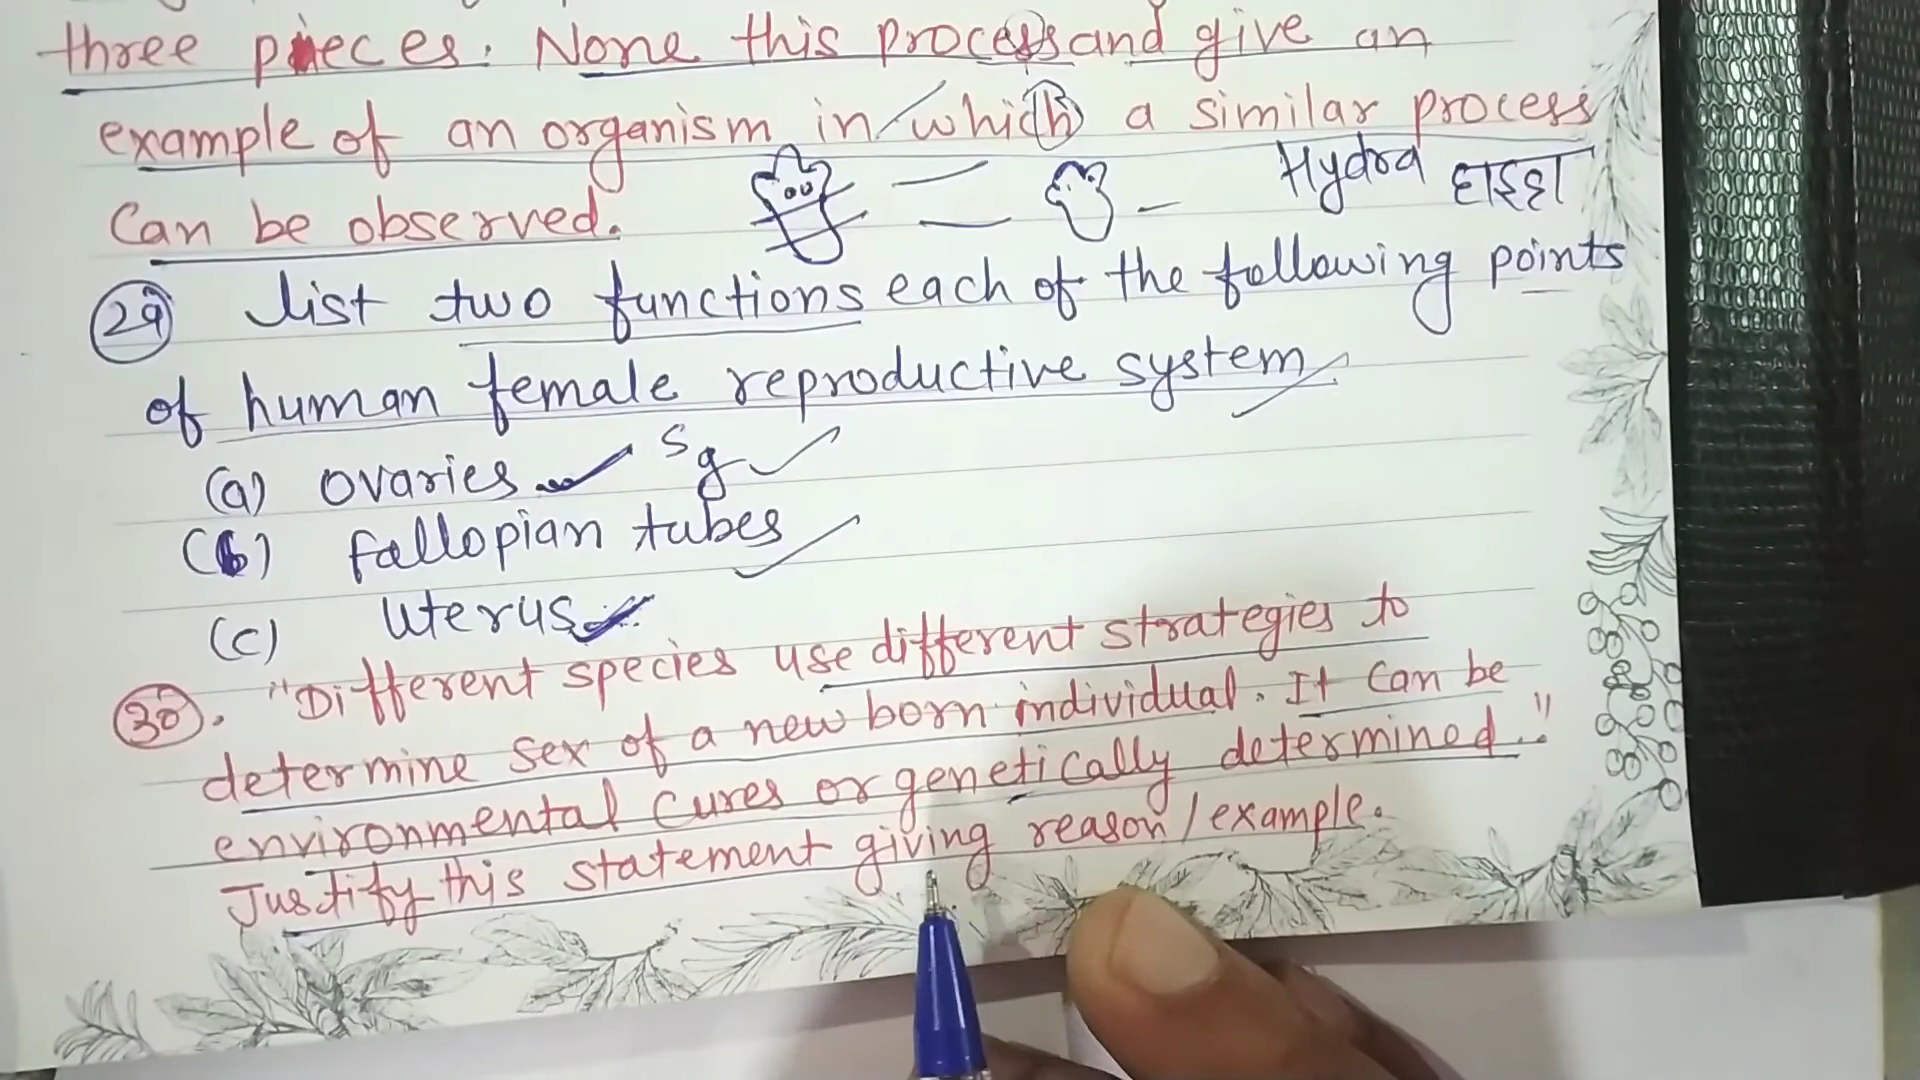 three pieces. None this process and give an
example of an organism in which a similar process
Can be observed.
Hydra हाइड्रा
29 List two functions each of the following points
of human female reproductive system.
(a) ovaries
(b) fallopian tubes
(c) uterus
30. "Different species use different strategies to
determine sex of a new born individual. It can be
environmental Cures or genetically determined."
Justify this statement giving reason/example.